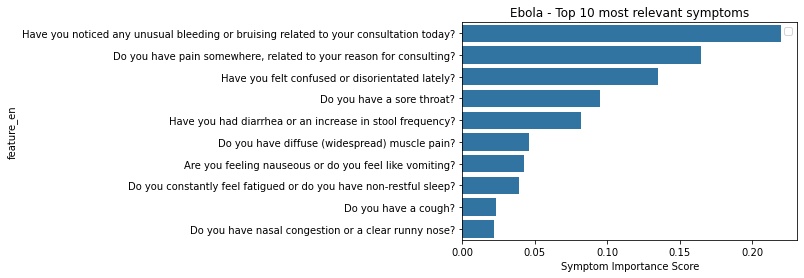 Ebola - Top 10 most relevant symptoms
Have you noticed any unusual bleeding or bruising related to your consultation today?
Do you have pain somewhere, related to your reason for consulting?
Have you felt confused or disorientated lately?
Do you have a sore throat?
Have you had diarrhea or an increase in stool frequency?
Do you have diffuse (widespread) muscle pain?
Are you feeling nauseous or do you feel like vomiting?
Do you constantly feel fatigued or do you have non-restful sleep?
Do you have a cough?
Do you have nasal congestion or a clear runny nose?
feature_en
0.00 0.05 0.10 0.15 0.20
Symptom Importance Score